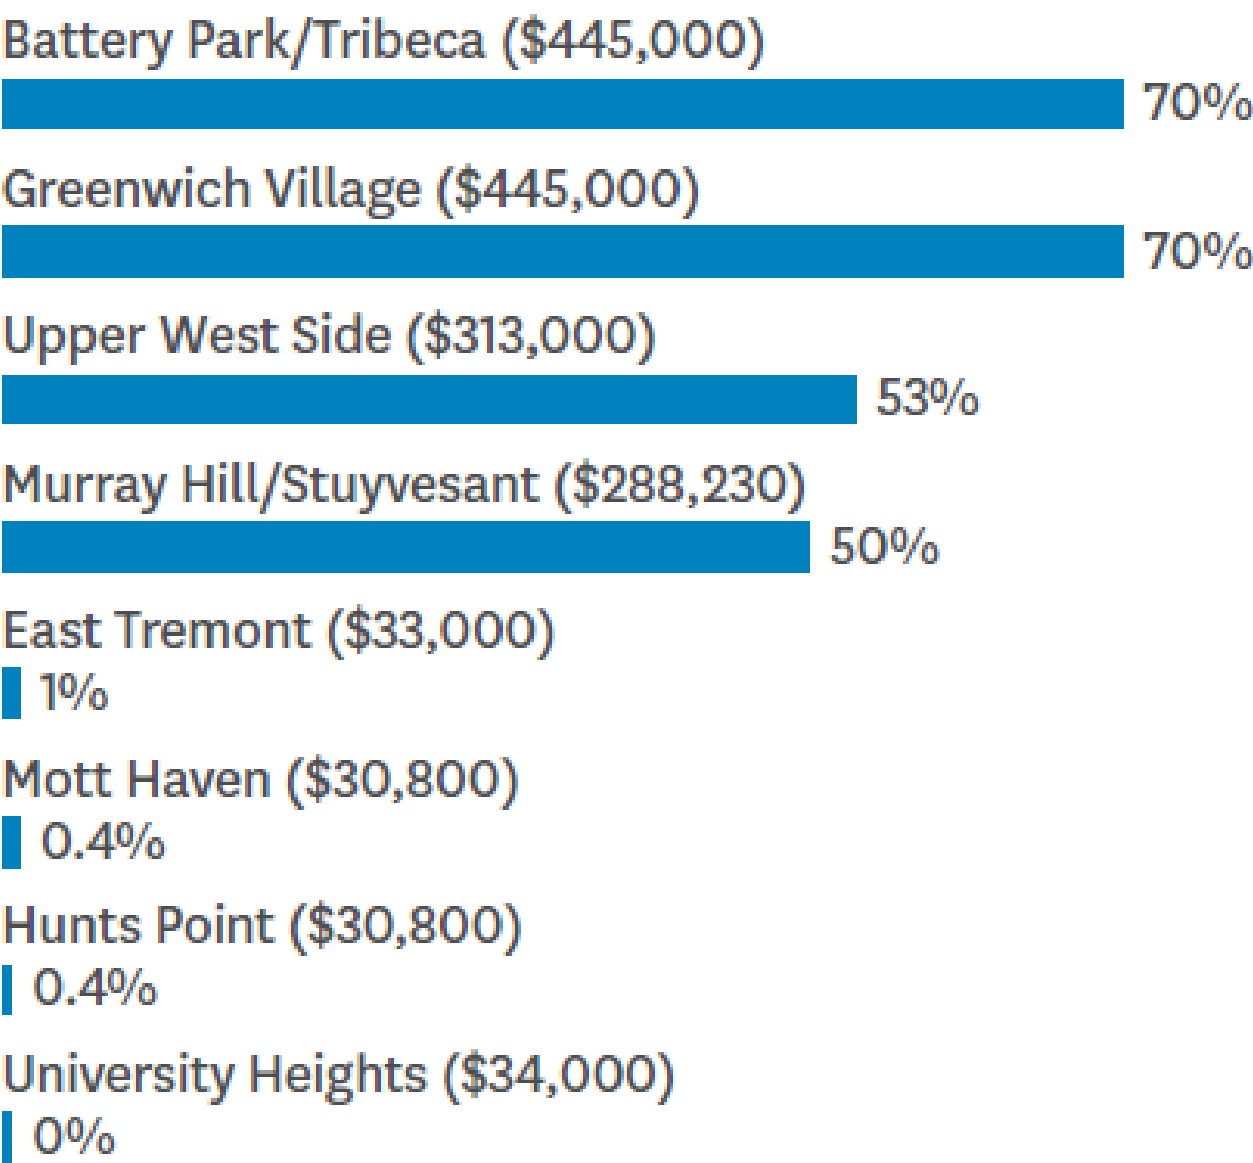 Battery Park/Tribeca ($445,000)
70%
Greenwich Village ($445,000)
70%
Upper West Side ($313,000)
53%
Murray Hill/Stuyvesant ($288,230)
50%
East Tremont ($33,000)
1%
Mott Haven ($30,800)
0.4%
Hunts Point ($30,800)
0.4%
University Heights ($34,000)
0%